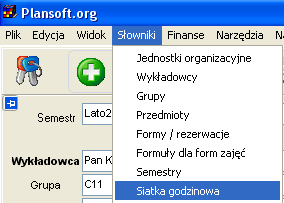 Plansoft.org
Plik Edycja Widok Słowniki Finanse Narzędzia
Jednostki organizacyjne
Wykładowcy
Grupy
Przedmioty
Formy / rezerwacje
Formuły dla form zajęć
Semestry
Siatka godzinowa
Semestr Lato2
Wykładowca Pan K
Grupa C11